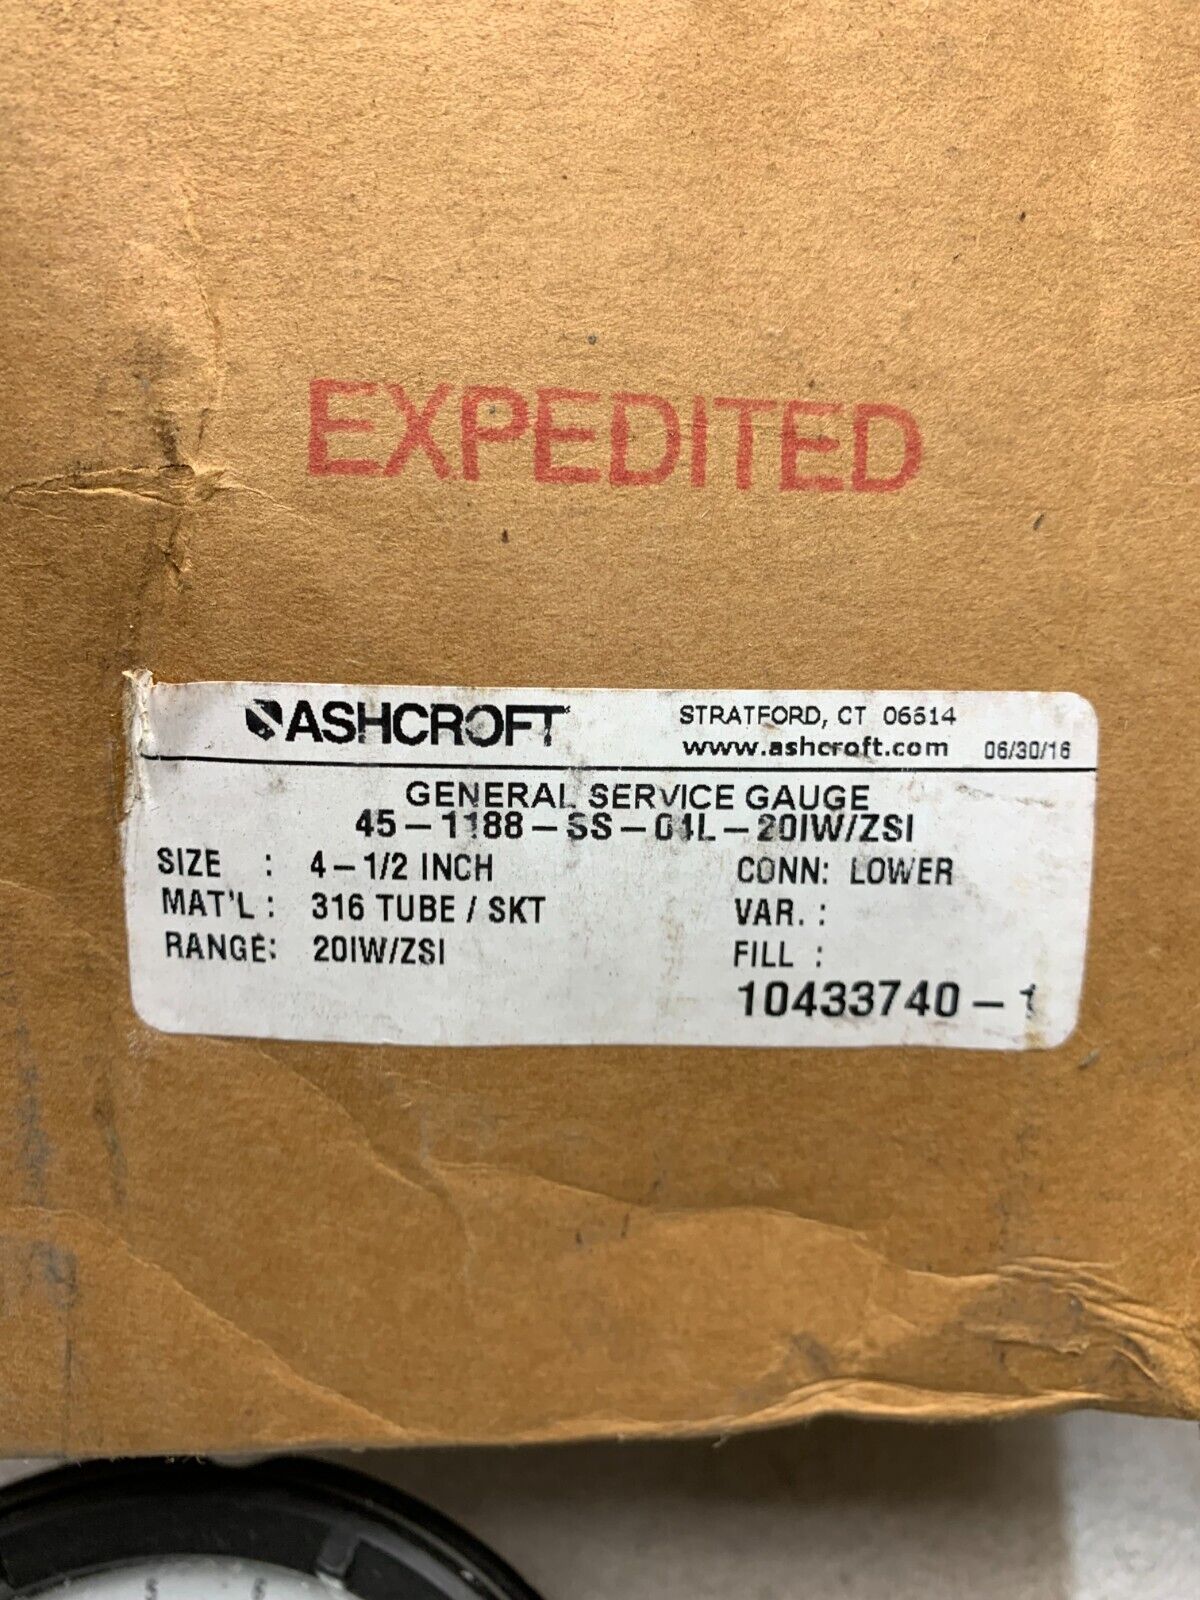 EXPEDITED
ASHCROFT
STRATFORD, CT 06614
www.ashcroft.com 06/30/16
GENERAL SERVICE GAUGE
45-1188-SS-04L-20IW/ZSI
SIZE : 4-1/2 INCH
CONN: LOWER
MAT'L : 316 TUBE / SKT
VAR. :
RANGE: 20IW/ZSI
FILL :
10433740-1